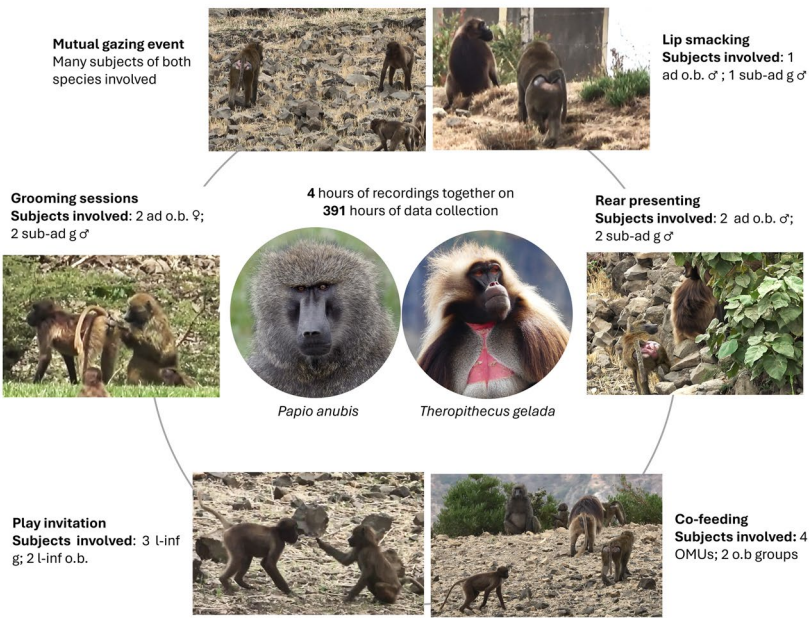 Mutual gazing event
Many subjects of both
species involved
Lip smacking
Subjects involved: 1
ad o.b. ♂ ; 1 sub-ad g ♂
Grooming sessions
Subjects involved: 2 ad o.b. ♀;
2 sub-ad g ♂
4 hours of recordings together on
391 hours of data collection
Rear presenting
Subjects involved: 2 ad o.b. ♂;
2 sub-ad g ♂
Papio anubis
Theropithecus gelada
Play invitation
Subjects involved: 3 l-inf
g; 2 l-inf o.b.
Co-feeding
Subjects involved: 4
OMUs; 2 o.b groups